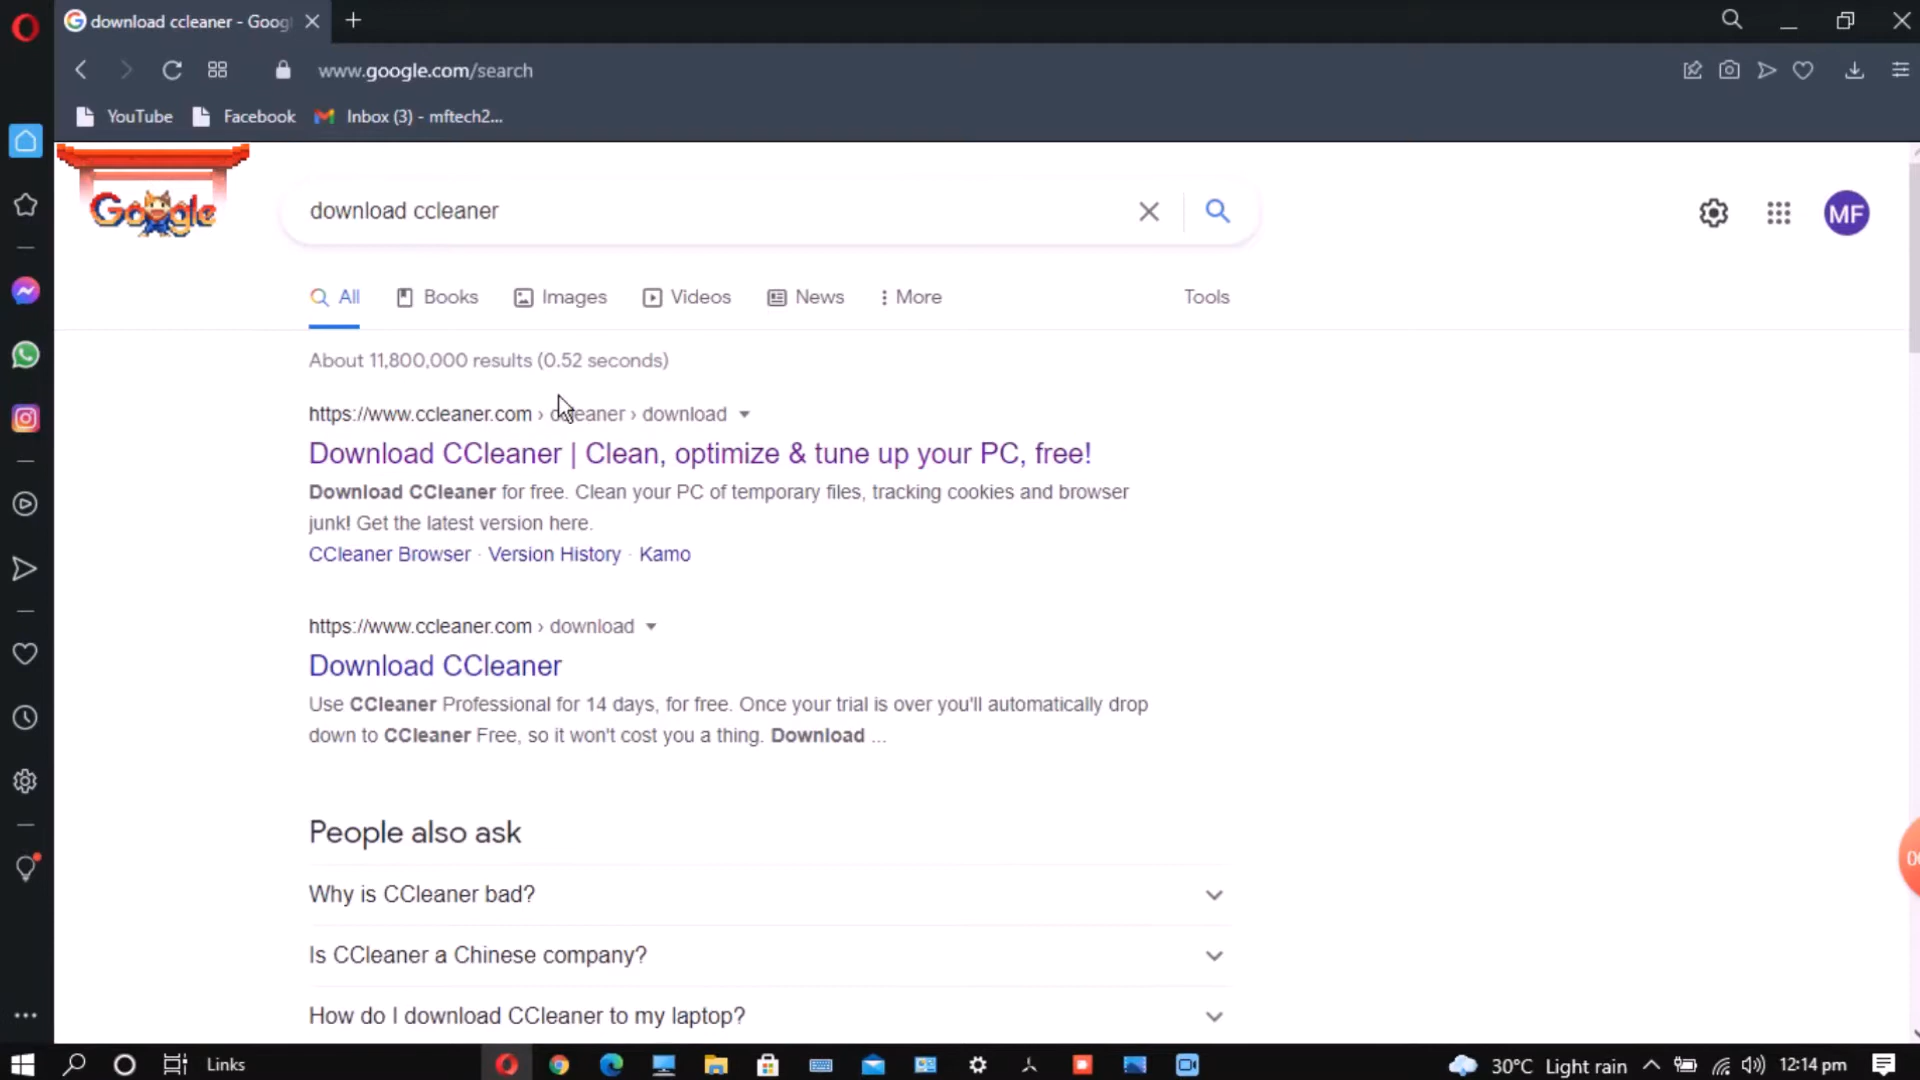 download ccleaner - Goog
www.google.com/search
YouTube
Facebook
Inbox (3) - mftech2...
Google
download ccleaner
MF
All
Books
Images
Videos
News
More
Tools
About 11,800,000 results (0.52 seconds)
https://www.ccleaner.com › ccleaner › download
Download CCleaner | Clean, optimize & tune up your PC, free!
Download CCleaner for free. Clean your PC of temporary files, tracking cookies and browser
junk! Get the latest version here.
CCleaner Browser · Version History · Kamo
https://www.ccleaner.com › download
Download CCleaner
Use CCleaner Professional for 14 days, for free. Once your trial is over you'll automatically drop
down to CCleaner Free, so it won't cost you a thing. Download ...
People also ask
Why is CCleaner bad?
Is CCleaner a Chinese company?
How do I download CCleaner to my laptop?
Links
30°C Light rain
12:14 pm